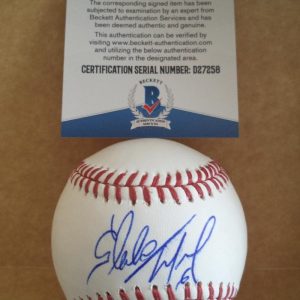 The corresponding signed item has been
subjected to examination by an expert from
Beckett Authentication Services and has been
deemed authentic and genuine.
This authentication can be verified by
visiting www.beckett-authentication.com
and utilizing the serial number listed below
in the designated area.
CERTIFICATION SERIAL NUMBER: D27258
BECKETT
B